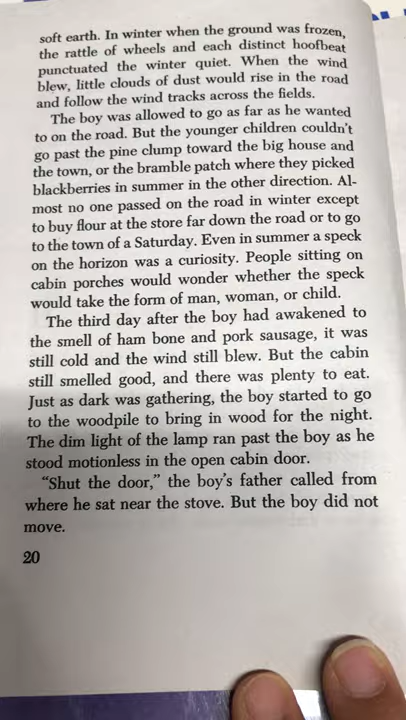 soft earth. In winter when the ground was frozen,
the rattle of wheels and each distinct hoofbeat
punctuated the winter quiet. When the wind
blew, little clouds of dust would rise in the road
and follow the wind tracks across the fields.
The boy was allowed to go as far as he wanted
to on the road. But the younger children couldn't
go past the pine clump toward the big house and
the town, or the bramble patch where they picked
blackberries in summer in the other direction. Al-
most no one passed on the road in winter except
to buy flour at the store far down the road or to go
to the town of a Saturday. Even in summer a speck
on the horizon was a curiosity. People sitting on
cabin porches would wonder whether the speck
would take the form of man, woman, or child.
The third day after the boy had awakened to
the smell of ham bone and pork sausage, it was
still cold and the wind still blew. But the cabin
still smelled good, and there was plenty to eat.
Just as dark was gathering, the boy started to go
to the woodpile to bring in wood for the night.
The dim light of the lamp ran past the boy as he
stood motionless in the open cabin door.
"Shut the door," the boy's father called from
where he sat near the stove. But the boy did not
move.
20